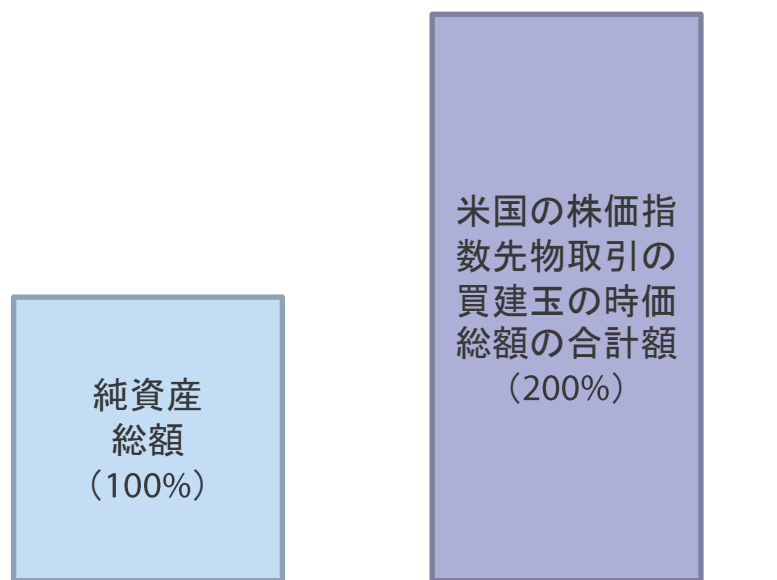 純資産
総額
（100%）
米国の株価指
数先物取引の
買建玉の時価
総額の合計額
（200%）